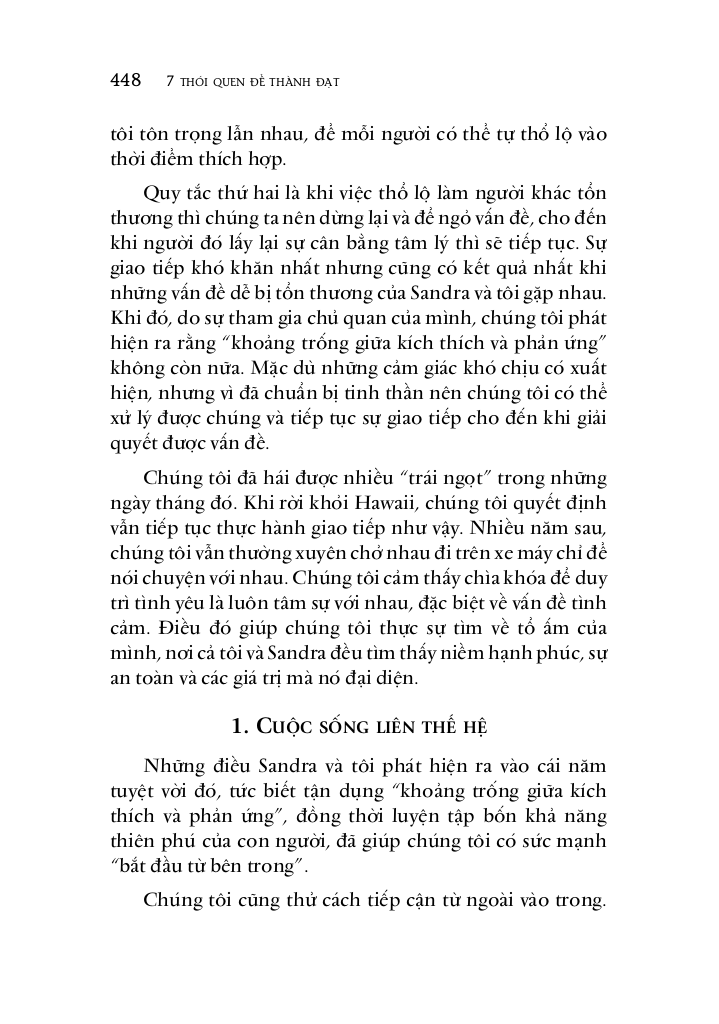 448 7 THÓI QUEN ĐỂ THÀNH ĐẠT
tôi tôn trọng lẫn nhau, để mỗi người có thể tự thổ lộ vào
thời điểm thích hợp.
Quy tắc thứ hai là khi việc thổ lộ làm người khác tổn
thương thì chúng ta nên dừng lại và để ngỏ vấn đề, cho đến
khi người đó lấy lại sự cân bằng tâm lý thì sẽ tiếp tục. Sự
giao tiếp khó khăn nhất nhưng cũng có kết quả nhất khi
những vấn đề dễ bị tổn thương của Sandra và tôi gặp nhau.
Khi đó, do sự tham gia chủ quan của mình, chúng tôi phát
hiện ra rằng “khoảng trống giữa kích thích và phản ứng”
không còn nữa. Mặc dù những cảm giác khó chịu có xuất
hiện, nhưng vì đã chuẩn bị tinh thần nên chúng tôi có thể
xử lý được chúng và tiếp tục sự giao tiếp cho đến khi giải
quyết được vấn đề.
Chúng tôi đã hái được nhiều “trái ngọt” trong những
ngày tháng đó. Khi rời khỏi Hawaii, chúng tôi quyết định
vẫn tiếp tục thực hành giao tiếp như vậy. Nhiều năm sau,
chúng tôi vẫn thường xuyên chở nhau đi trên xe máy chỉ để
nói chuyện với nhau. Chúng tôi cảm thấy chìa khóa để duy
trì tình yêu là luôn tâm sự với nhau, đặc biệt về vấn đề tình
cảm. Điều đó giúp chúng tôi thực sự tìm về tổ ấm của
mình, nơi cả tôi và Sandra đều tìm thấy niềm hạnh phúc, sự
an toàn và các giá trị mà nó đại diện.
1. CUỘC SỐNG LIÊN THẾ HỆ
Những điều Sandra và tôi phát hiện ra vào cái năm
tuyệt vời đó, tức biết tận dụng “khoảng trống giữa kích
thích và phản ứng”, đồng thời luyện tập bốn khả năng
thiên phú của con người, đã giúp chúng tôi có sức mạnh
“bắt đầu từ bên trong”.
Chúng tôi cũng thử cách tiếp cận từ ngoài vào trong.